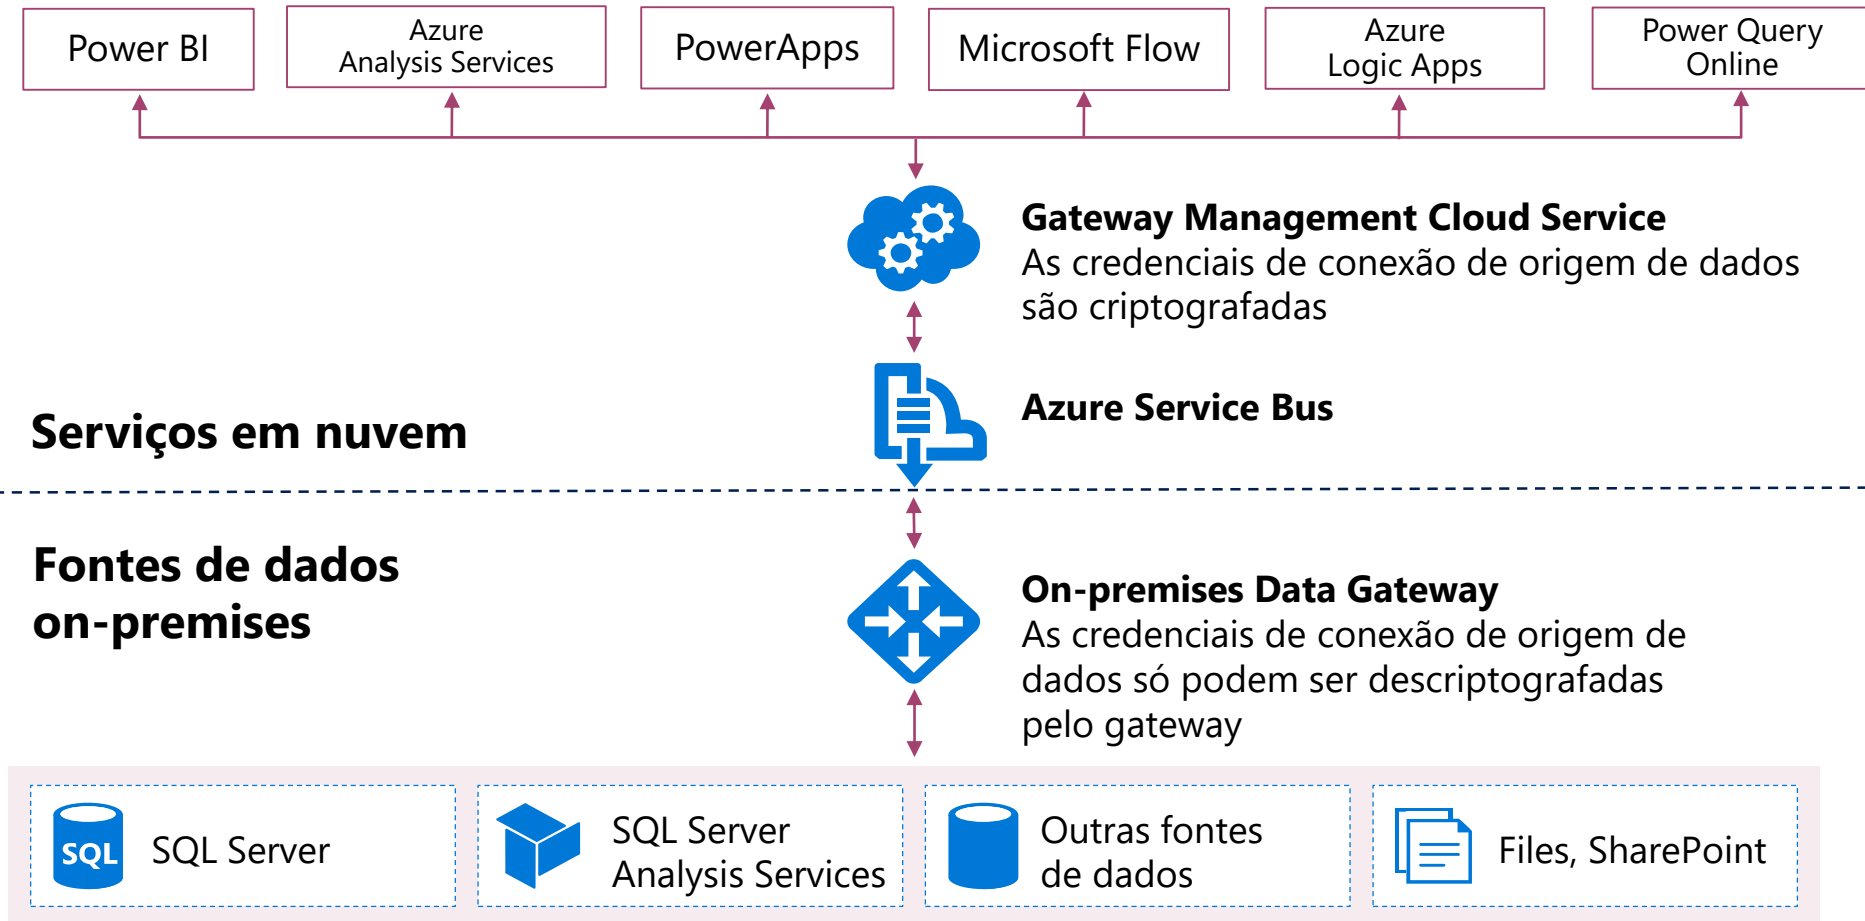 Power BI
Azure
Analysis Services
PowerApps
Microsoft Flow
Azure
Logic Apps
Power Query
Online
Gateway Management Cloud Service
As credenciais de conexão de origem de dados
são criptografadas
Azure Service Bus
Serviços em nuvem
Fontes de dados
on-premises
On-premises Data Gateway
As credenciais de conexão de origem de
dados só podem ser descriptografadas
pelo gateway
SQL
SQL Server
SQL Server
Analysis Services
Outras fontes
de dados
Files, SharePoint